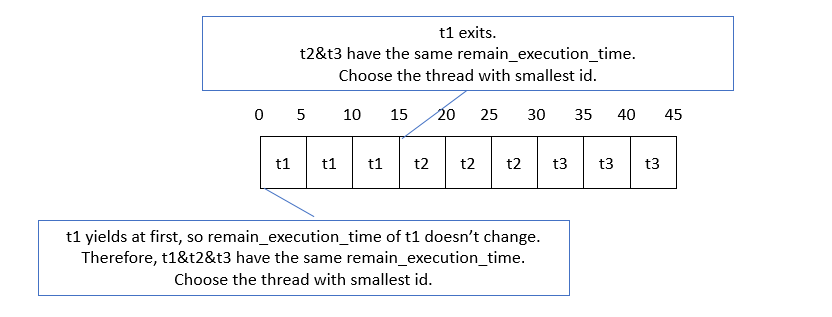 t1 exits.
t2&t3 have the same remain_execution_time.
Choose the thread with smallest id.
0 5 10 15 20 25 30 35 40 45
t1 t1 t1 t2 t2 t2 t3 t3 t3
t1 yields at first, so remain_execution_time of t1 doesn’t change.
Therefore, t1&t2&t3 have the same remain_execution_time.
Choose the thread with smallest id.